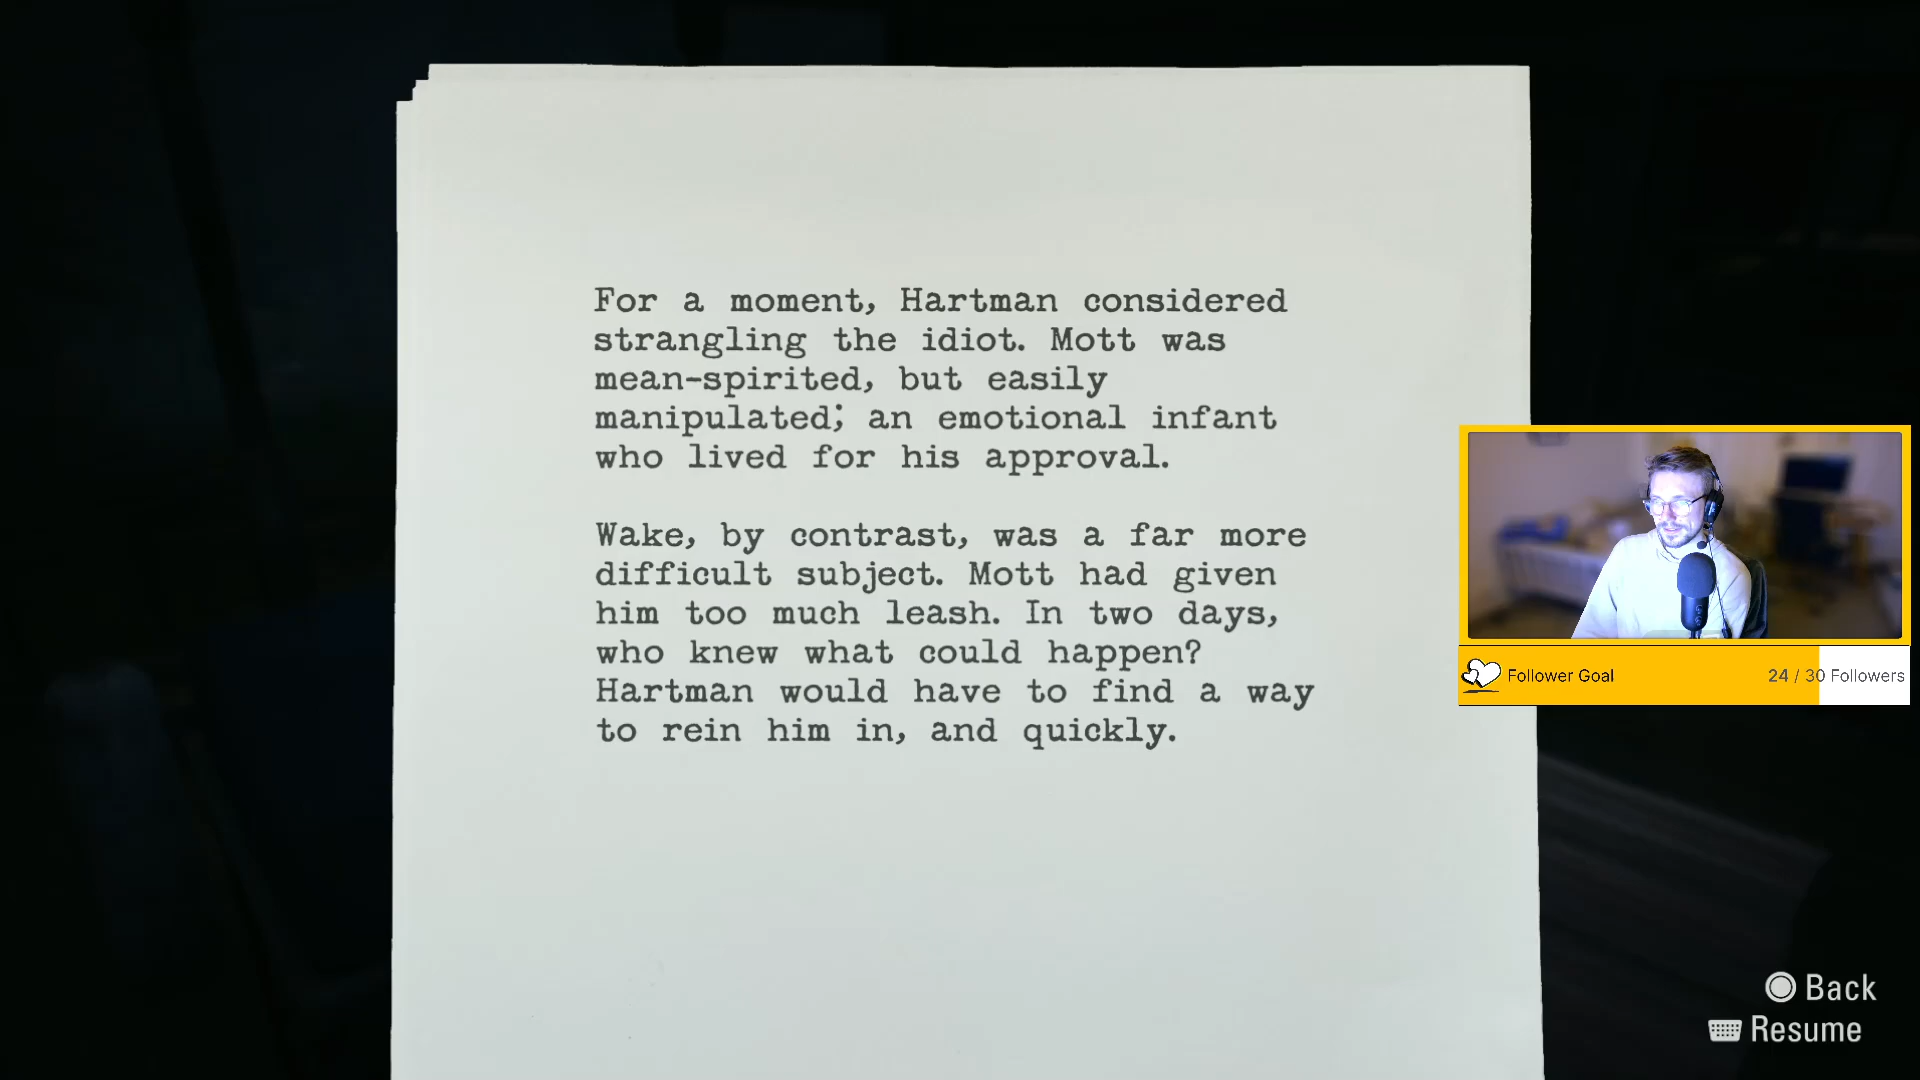 For a moment, Hartman considered
strangling the idiot. Mott was
mean-spirited, but easily
manipulated; an emotional infant
who lived for his approval.
Wake, by contrast, was a far more
difficult subject. Mott had given
him too much leash. In two days,
who knew what could happen?
Hartman would have to find a way
to rein him in, and quickly.
Follower Goal
24 / 30 Followers
Back
Resume